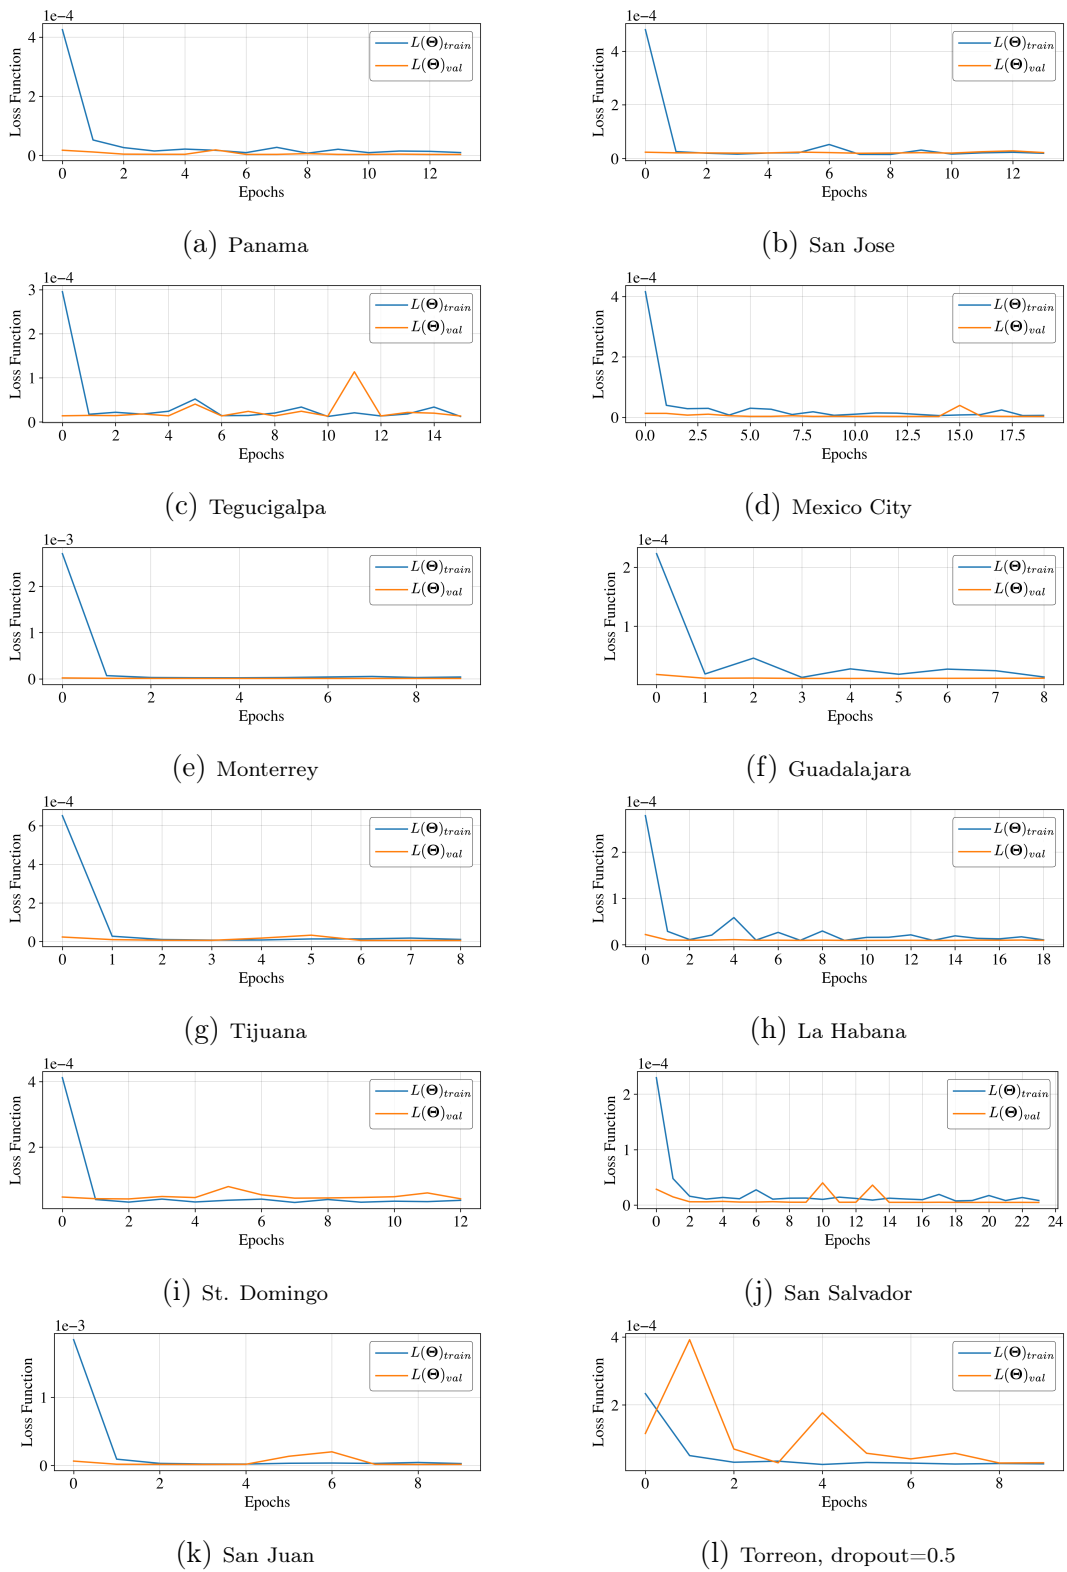 1e−4
4
2
0
Loss Function
L(Θ)train
L(Θ)val
0 2 4 6 8 10 12
Epochs
(a) Panama
1e−4
4
2
0
Loss Function
L(Θ)train
L(Θ)val
0 2 4 6 8 10 12
Epochs
(b) San Jose
1e−4
3
2
1
0
Loss Function
L(Θ)train
L(Θ)val
0 2 4 6 8 10 12 14
Epochs
(c) Tegucigalpa
1e−4
4
2
0
Loss Function
L(Θ)train
L(Θ)val
0.0 2.5 5.0 7.5 10.0 12.5 15.0 17.5
Epochs
(d) Mexico City
1e−3
2
1
0
Loss Function
L(Θ)train
L(Θ)val
0 2 4 6 8
Epochs
(e) Monterrey
1e−4
2
1
Loss Function
L(Θ)train
L(Θ)val
0 1 2 3 4 5 6 7 8
Epochs
(f) Guadalajara
1e−4
6
4
2
0
Loss Function
L(Θ)train
L(Θ)val
0 1 2 3 4 5 6 7 8
Epochs
(g) Tijuana
1e−4
2
1
0
Loss Function
L(Θ)train
L(Θ)val
0 2 4 6 8 10 12 14 16 18
Epochs
(h) La Habana
1e−4
4
2
Loss Function
L(Θ)train
L(Θ)val
0 2 4 6 8 10 12
Epochs
(i) St. Domingo
1e−4
2
1
0
Loss Function
L(Θ)train
L(Θ)val
0 2 4 6 8 10 12 14 16 18 20 22 24
Epochs
(j) San Salvador
1e−3
1
0
Loss Function
L(Θ)train
L(Θ)val
0 2 4 6 8
Epochs
(k) San Juan
1e−4
4
2
Loss Function
L(Θ)train
L(Θ)val
0 2 4 6 8
Epochs
(l) Torreon, dropout=0.5